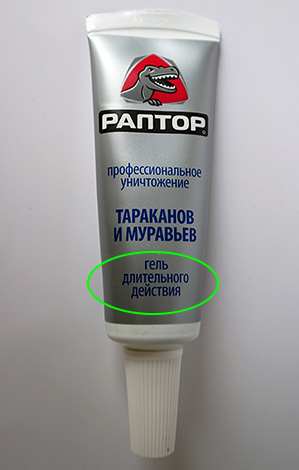 РАПТОР
профессиональное
уничтожение
ТАРАКАНОВ
И МУРАВЬЕВ
гель
длительного
действия